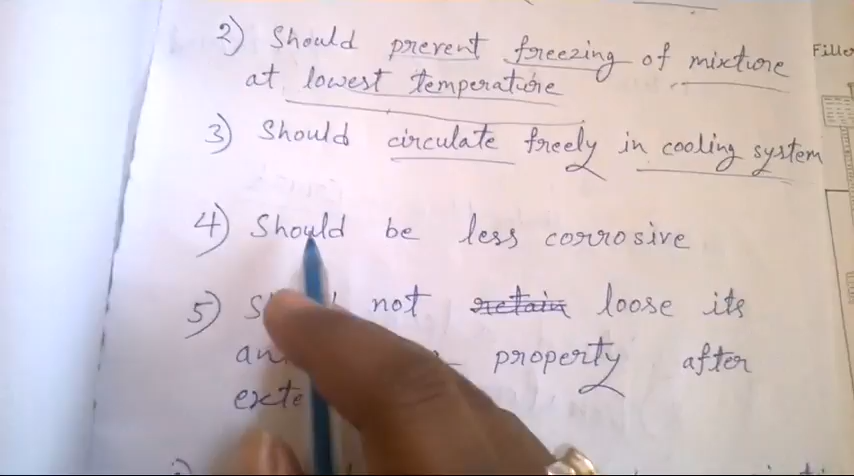 2) Should prevent freezing of mixture
at lowest temperature
3) Should circulate freely in cooling system
4) Should be less corrosive
5) not ~~retain~~ loose its
property after